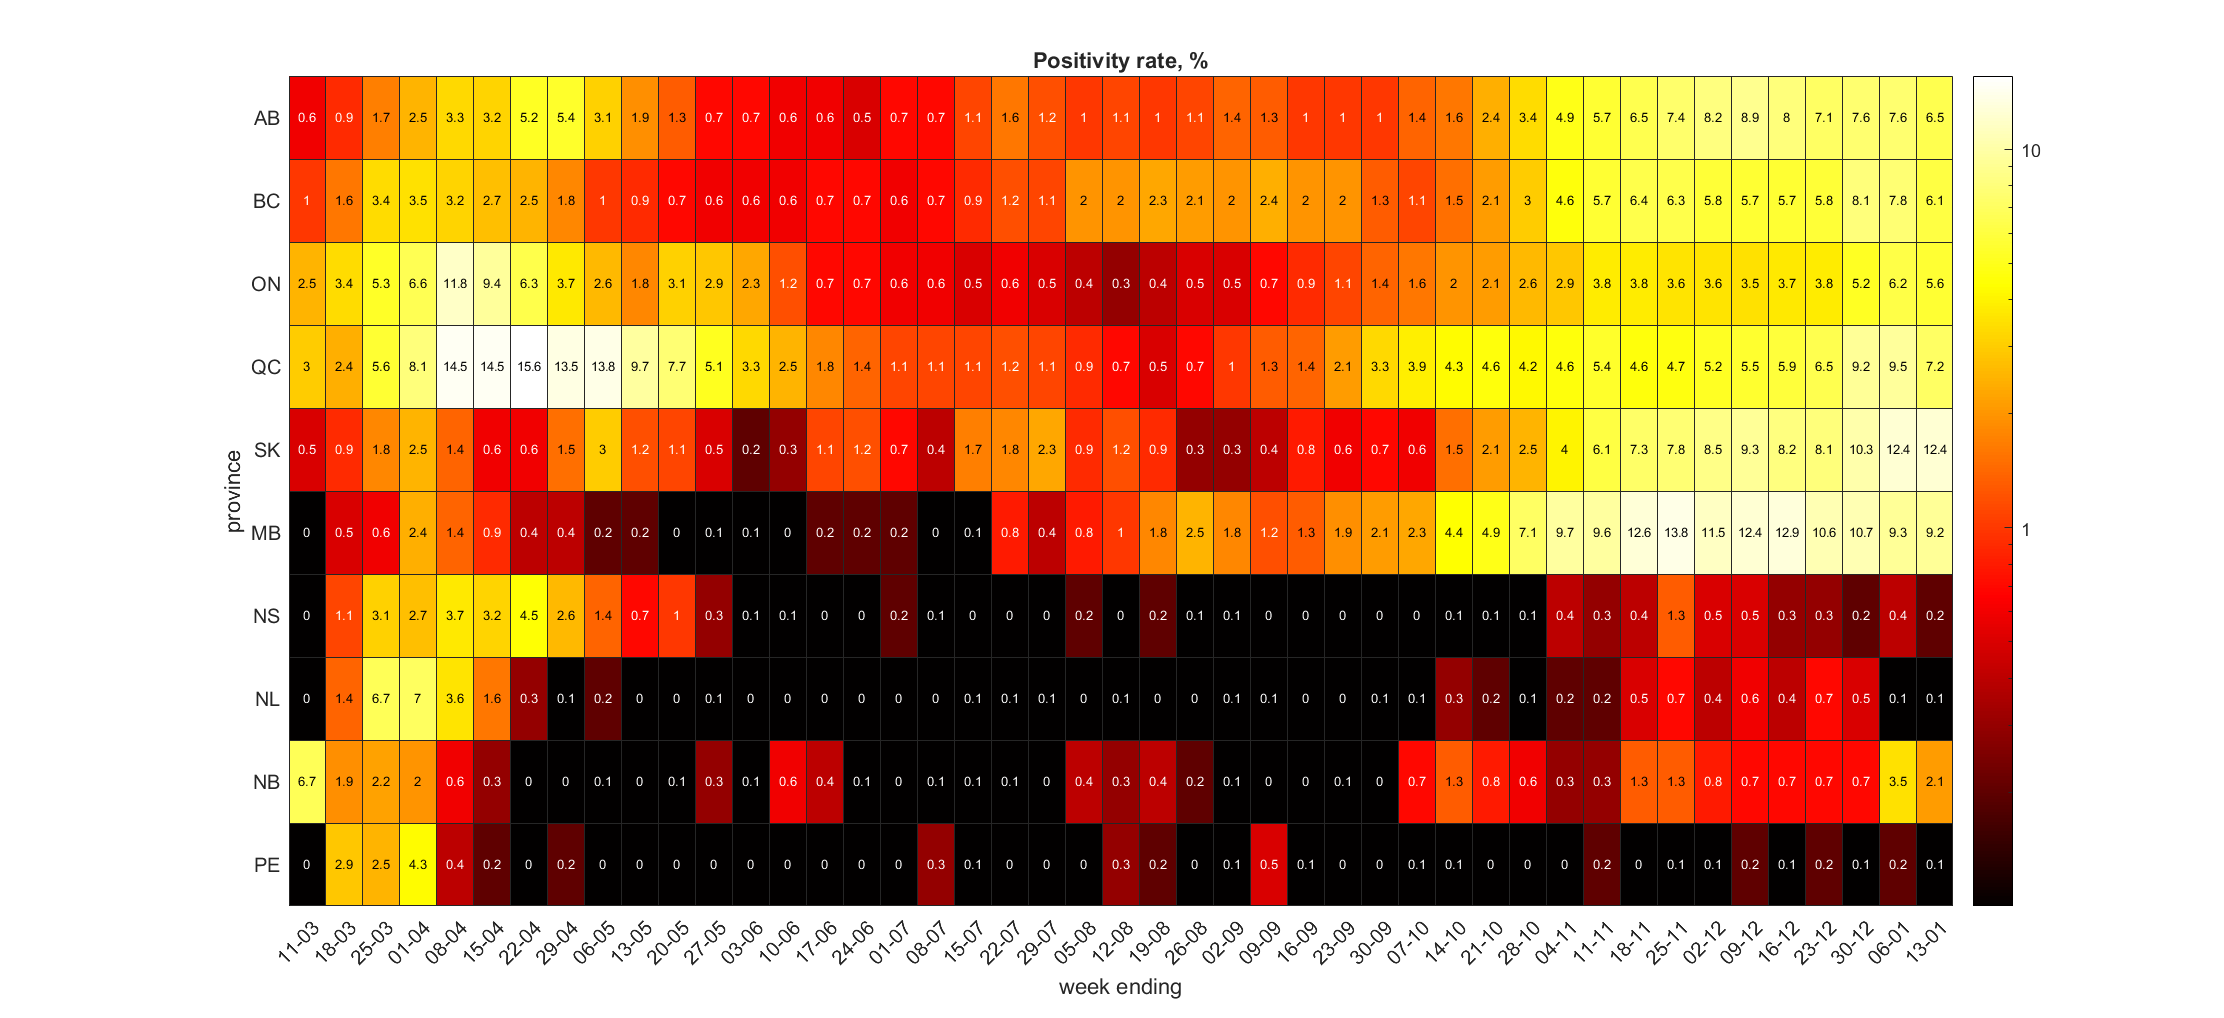 Positivity rate, %
AB 0.6 0.9 1.7 2.5 3.3 3.2 5.2 5.4 3.1 1.9 1.3 0.7 0.7 0.6 0.6 0.5 0.7 0.7 1.1 1.6 1.2 1 1.1 1 1.1 1.4 1.3 1 1 1 1.4 1.6 2.4 3.4 4.9 5.7 6.5 7.4 8.2 8.9 8 7.1 7.6 7.6 6.5
10
BC 1 1.6 3.4 3.5 3.2 2.7 2.5 1.8 1 0.9 0.7 0.6 0.6 0.6 0.7 0.7 0.6 0.7 0.9 1.2 1.1 2 2 2.3 2.1 2 2.4 2 2 1.3 1.1 1.5 2.1 3 4.6 5.7 6.4 6.3 5.8 5.7 5.7 5.8 8.1 7.8 6.1
ON 2.5 3.4 5.3 6.6 11.8 9.4 6.3 3.7 2.6 1.8 3.1 2.9 2.3 1.2 0.7 0.7 0.6 0.6 0.5 0.6 0.5 0.4 0.3 0.4 0.5 0.5 0.7 0.9 1.1 1.4 1.6 2 2.1 2.6 2.9 3.8 3.8 3.6 3.6 3.5 3.7 3.8 5.2 6.2 5.6
QC 3 2.4 5.6 8.1 14.5 14.5 15.6 13.5 13.8 9.7 7.7 5.1 3.3 2.5 1.8 1.4 1.1 1.1 1.1 1.2 1.1 0.9 0.7 0.5 0.7 1 1.3 1.4 2.1 3.3 3.9 4.3 4.6 4.2 4.6 5.4 4.6 4.7 5.2 5.5 5.9 6.5 9.2 9.5 7.2
SK 0.5 0.9 1.8 2.5 1.4 0.6 0.6 1.5 3 1.2 1.1 0.5 0.2 0.3 1.1 1.2 0.7 0.4 1.7 1.8 2.3 0.9 1.2 0.9 0.3 0.3 0.4 0.8 0.6 0.7 0.6 1.5 2.1 2.5 4 6.1 7.3 7.8 8.5 9.3 8.2 8.1 10.3 12.4 12.4
province
MB 0 0.5 0.6 2.4 1.4 0.9 0.4 0.4 0.2 0.2 0 0.1 0.1 0 0.2 0.2 0.2 0 0.1 0.8 0.4 0.8 1 1.8 2.5 1.8 1.2 1.3 1.9 2.1 2.3 4.4 4.9 7.1 9.7 9.6 12.6 13.8 11.5 12.4 12.9 10.6 10.7 9.3 9.2
1
NS 0 1.1 3.1 2.7 3.7 3.2 4.5 2.6 1.4 0.7 1 0.3 0.1 0.1 0 0 0.2 0.1 0 0 0 0.2 0 0.2 0.1 0.1 0 0 0 0 0 0.1 0.1 0.1 0.4 0.3 0.4 1.3 0.5 0.5 0.3 0.3 0.2 0.4 0.2
NL 0 1.4 6.7 7 3.6 1.6 0.3 0.1 0.2 0 0 0.1 0 0 0 0 0 0 0 0.1 0.1 0.1 0 0.1 0 0 0.1 0.1 0 0 0.1 0.1 0.3 0.2 0.1 0.2 0.2 0.5 0.7 0.4 0.6 0.4 0.7 0.5 0.1 0.1
NB 6.7 1.9 2.2 2 0.6 0.3 0 0 0.1 0 0.1 0.3 0.1 0.6 0.4 0.1 0 0.1 0.1 0.1 0 0.4 0.3 0.4 0.2 0.1 0 0 0.1 0 0.7 1.3 0.8 0.6 0.3 0.3 1.3 1.3 0.8 0.7 0.7 0.7 0.7 3.5 2.1
PE 0 2.9 2.5 4.3 0.4 0.2 0 0.2 0 0 0 0 0 0 0 0 0 0.3 0.1 0 0 0 0.3 0.2 0 0.1 0.5 0.1 0 0 0.1 0.1 0 0 0 0.2 0 0.1 0.1 0.2 0.1 0.2 0.1 0.2 0.1
11-03 18-03 25-03 01-04 08-04 15-04 22-04 29-04 06-05 13-05 20-05 27-05 03-06 10-06 17-06 24-06 01-07 08-07 15-07 22-07 29-07 05-08 12-08 19-08 26-08 02-09 09-09 16-09 23-09 30-09 07-10 14-10 21-10 28-10 04-11 11-11 18-11 25-11 02-12 09-12 16-12 23-12 30-12 06-01 13-01
week ending